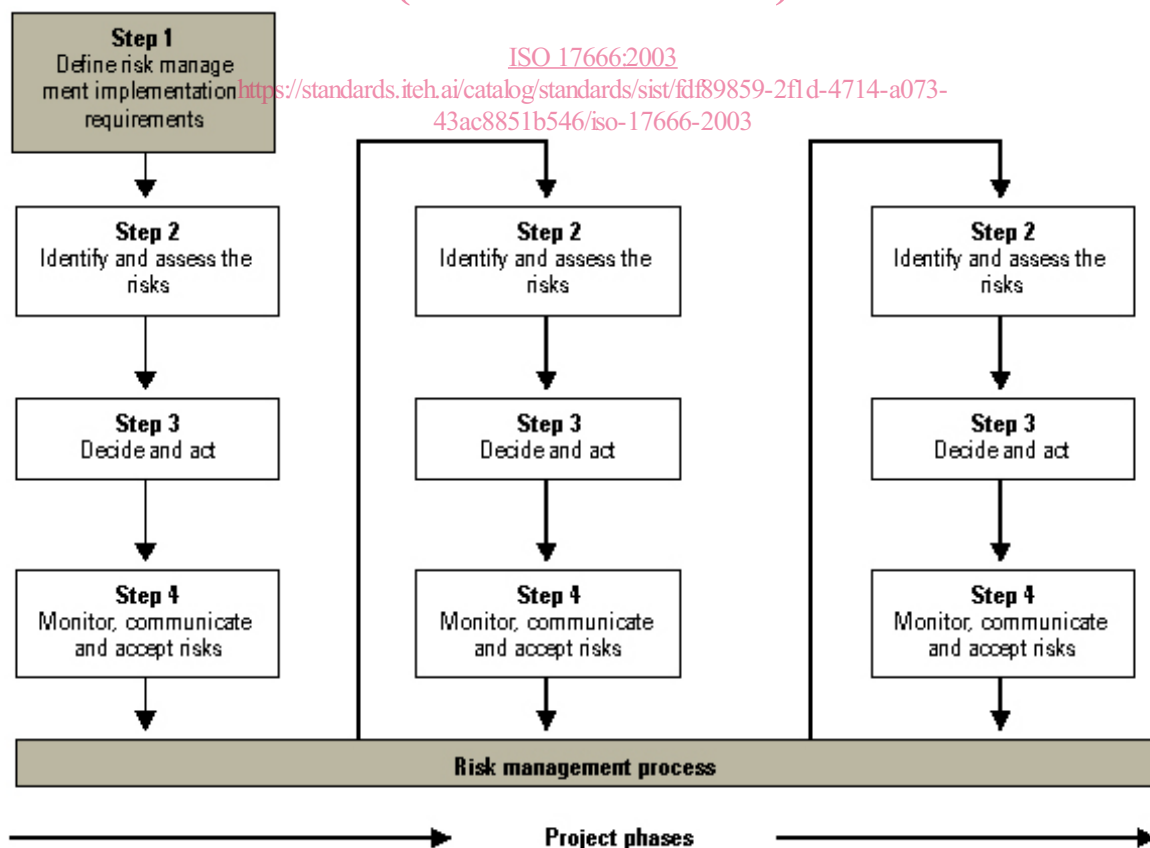 Step 1
Define risk manage
ment implementation
requirements
ISO 17666:2003
https://standards.iteh.ai/catalog/standards/sist/fdf89859-2f1d-4714-a073-
43ac8851b546/iso-17666-2003
Step 2
Identify and assess the
risks
Step 3
Decide and act
Step 4
Monitor, communicate
and accept risks
Step 2
Identify and assess the
risks
Step 3
Decide and act
Step 4
Monitor, communicate
and accept risks
Step 2
Identify and assess the
risks
Step 3
Decide and act
Step 4
Monitor, communicate
and accept risks
Risk management process
Project phases